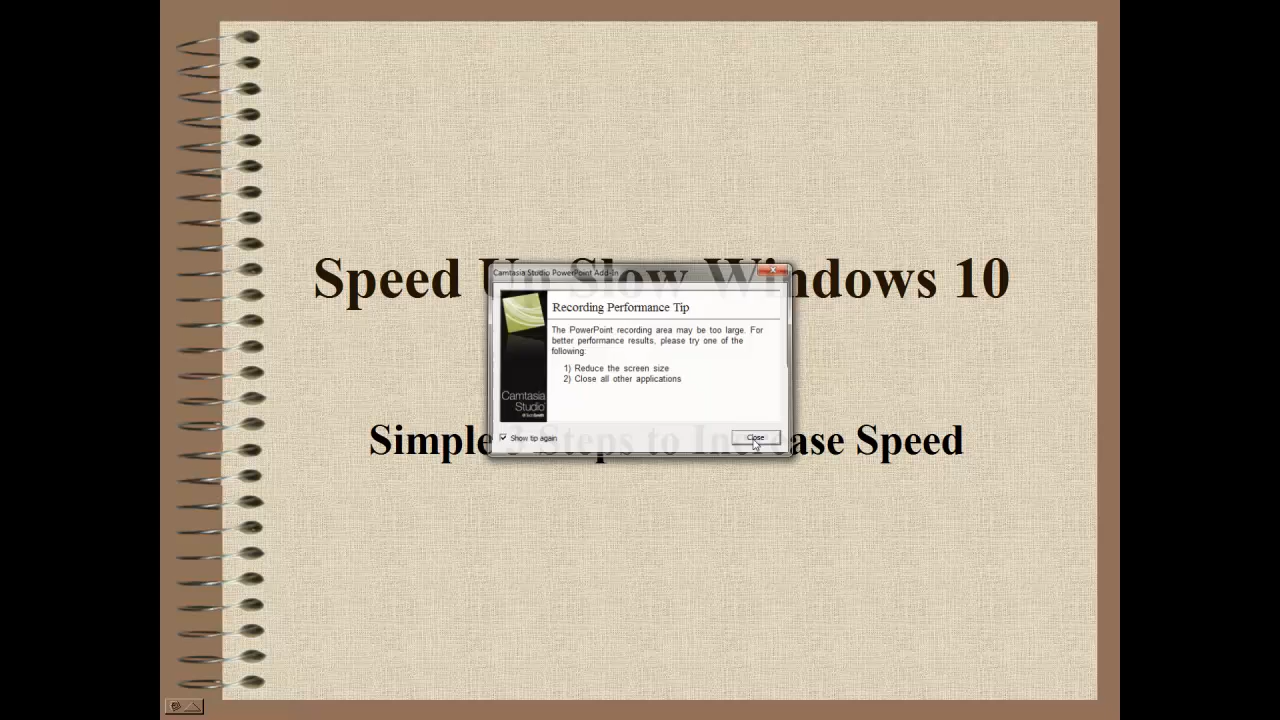 Speed Up Slow Windows 10
Camtasia Studio PowerPoint Add-In
Recording Performance Tip
The PowerPoint recording area may be too large. For
better performance results, please try one of the
following:
1) Reduce the screen size
2) Close all other applications
Camtasia
Studio
Show tip again
Close
Simple Steps to Increase Speed